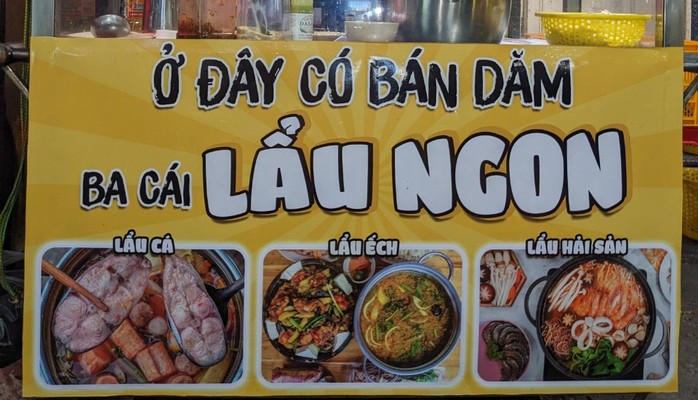 Ở ĐÂY CÓ BÁN DĂM
BA CÁI LẨU NGON
LẨU CÁ
LẨU ẾCH
LẨU HẢI SẢN